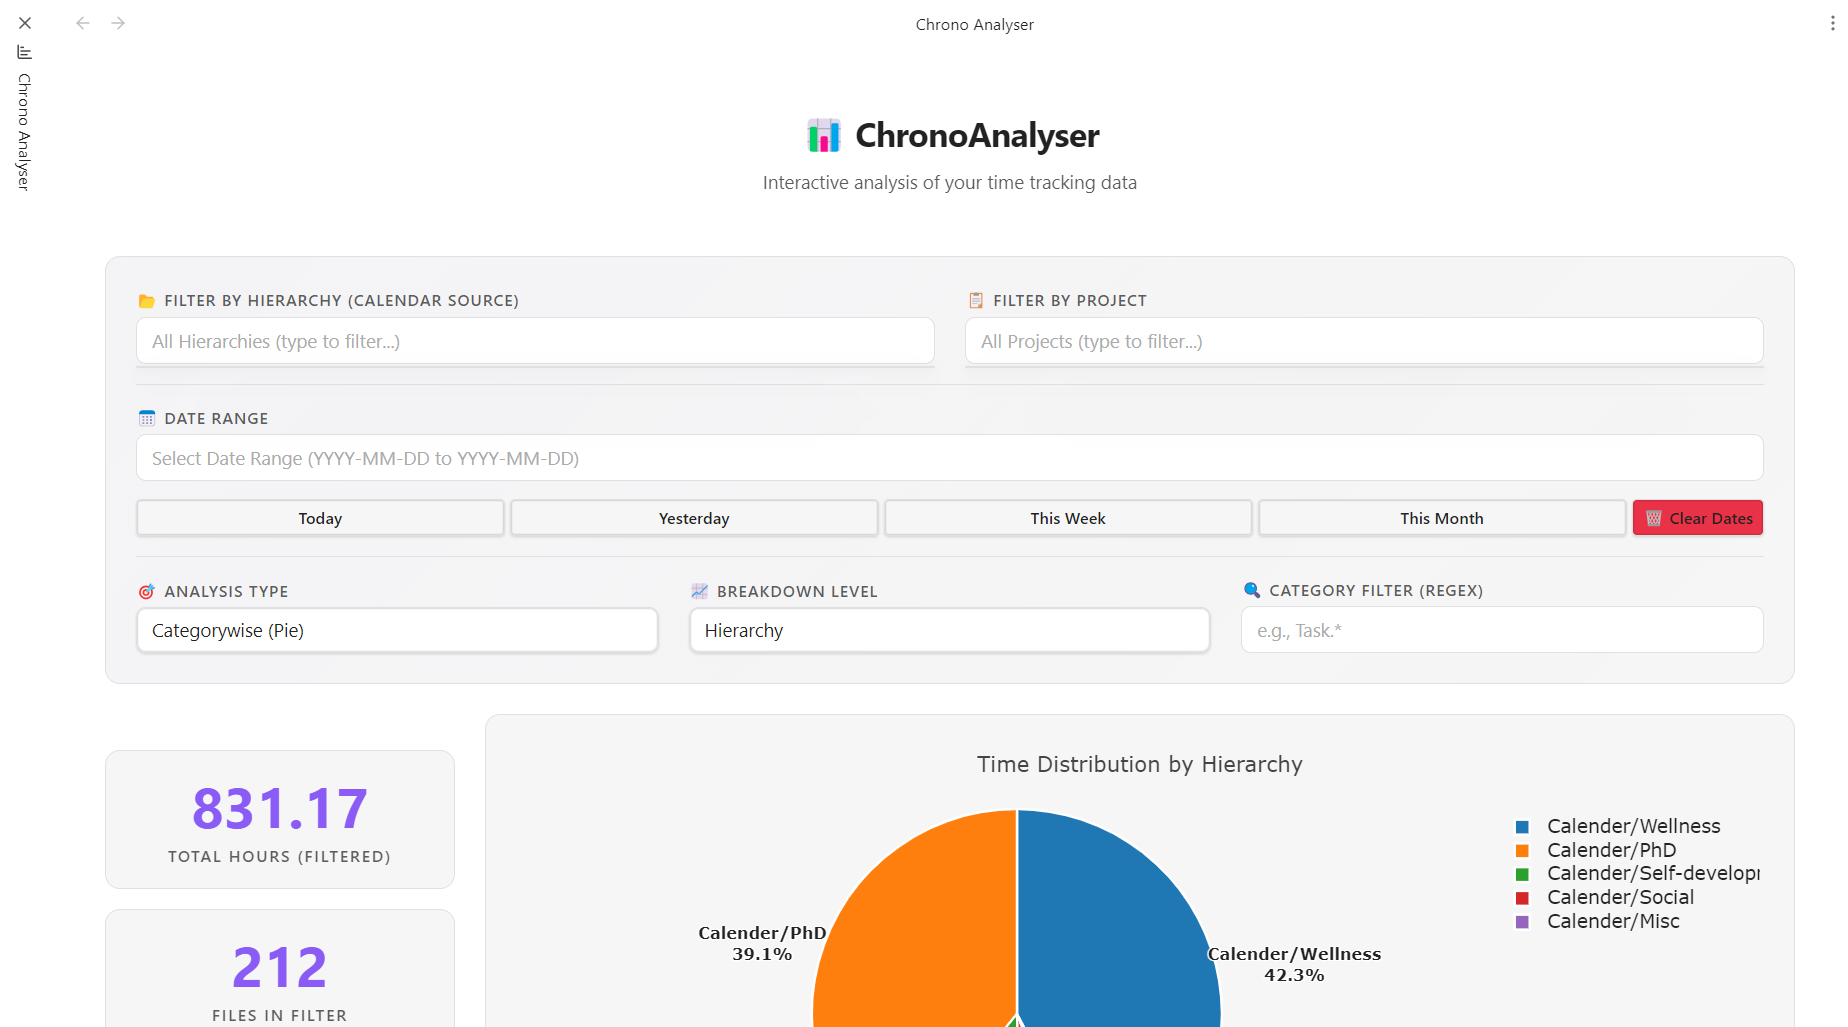 Chrono Analyser
Chrono Analyser
ChronoAnalyser
Interactive analysis of your time tracking data
FILTER BY HIERARCHY (CALENDAR SOURCE)
All Hierarchies (type to filter...)
FILTER BY PROJECT
All Projects (type to filter...)
DATE RANGE
Select Date Range (YYYY-MM-DD to YYYY-MM-DD)
Today
Yesterday
This Week
This Month
Clear Dates
ANALYSIS TYPE
Categorywise (Pie)
BREAKDOWN LEVEL
Hierarchy
CATEGORY FILTER (REGEX)
e.g., Task.*
831.17
TOTAL HOURS (FILTERED)
212
FILES IN FILTER
Time Distribution by Hierarchy
Calender/PhD
39.1%
Calender/Wellness
42.3%
Calender/Wellness
Calender/PhD
Calender/Self-develop
Calender/Social
Calender/Misc